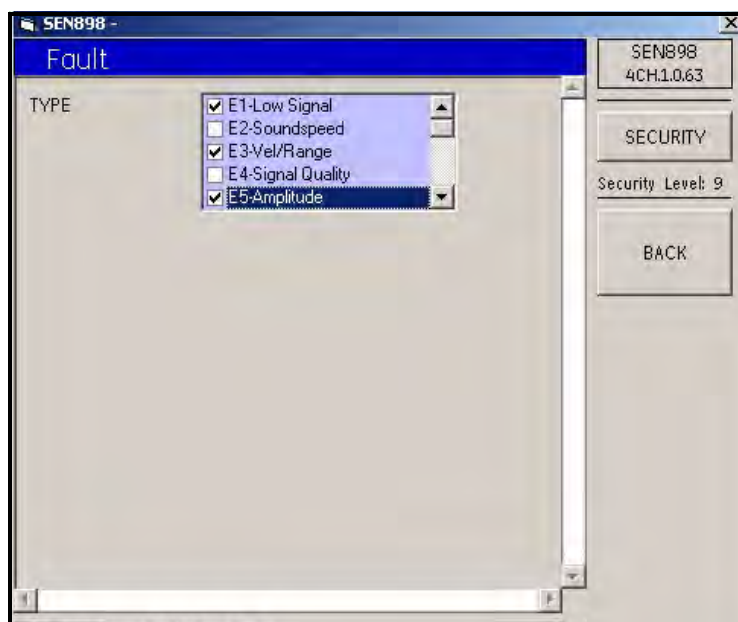 SEN898 -
Fault
SEN898
4CH.1.0.63
TYPE
E1-Low Signal
E2-Soundspeed
E3-Vel/Range
E4-Signal Quality
E5-Amplitude
SECURITY
Security Level: 9
BACK